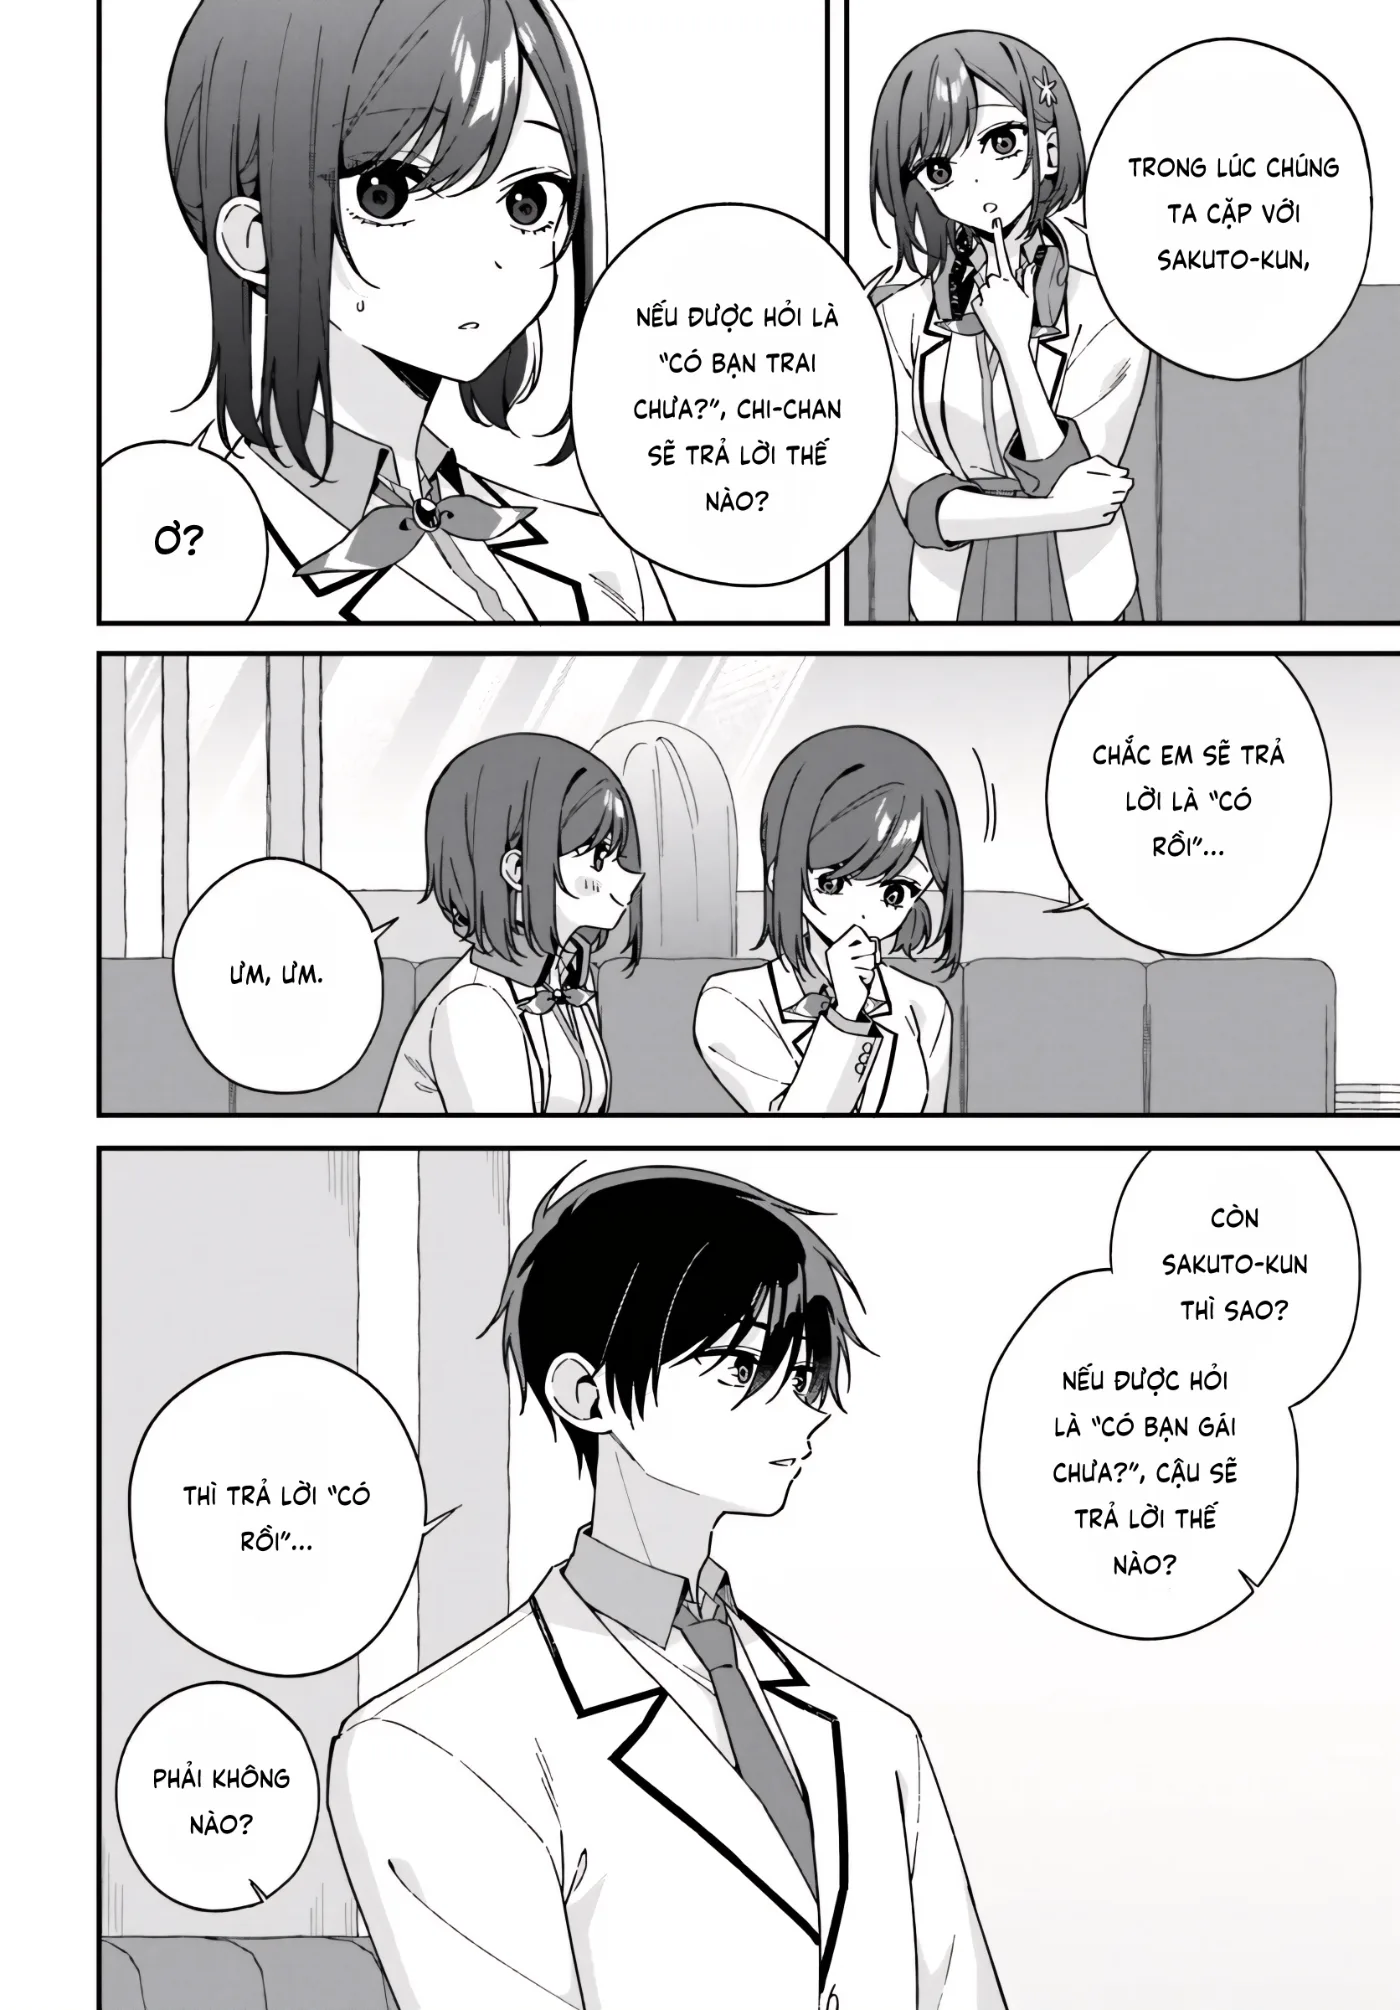 TRONG LÚC CHÚNG
TA CẶP VỚI
SAKUTO-KUN,
NẾU ĐƯỢC HỎI LÀ
"CÓ BẠN TRAI
CHƯA?", CHI-CHAN
SẼ TRẢ LỜI THẾ
NÀO?
Ơ?
CHẮC EM SẼ TRẢ
LỜI LÀ "CÓ
RỒI"...
ƯM, ƯM.
CÒN
SAKUTO-KUN
THÌ SAO?
NẾU ĐƯỢC HỎI
LÀ "CÓ BẠN GÁI
CHƯA?", CẬU SẼ
TRẢ LỜI THẾ
NÀO?
THÌ TRẢ LỜI "CÓ
RỒI"...
PHẢI KHÔNG
NÀO?